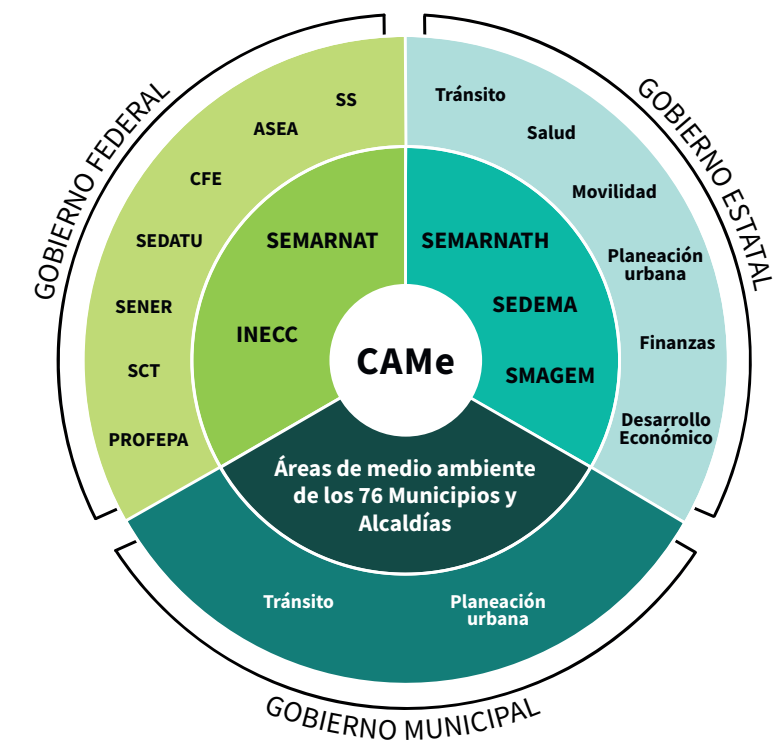 GOBIERNO FEDERAL
SS
ASEA
CFE
SEDATU
SENER
SCT
PROFEPA
SEMARNAT
INECC
GOBIERNO ESTATAL
Tránsito
Salud
Movilidad
Planeación
urbana
Finanzas
Desarrollo
Económico
SEMARNATH
SEDEMA
SMAGEM
CAMe
Áreas de medio ambiente
de los 76 Municipios y
Alcaldías
Tránsito
Planeación
urbana
GOBIERNO MUNICIPAL